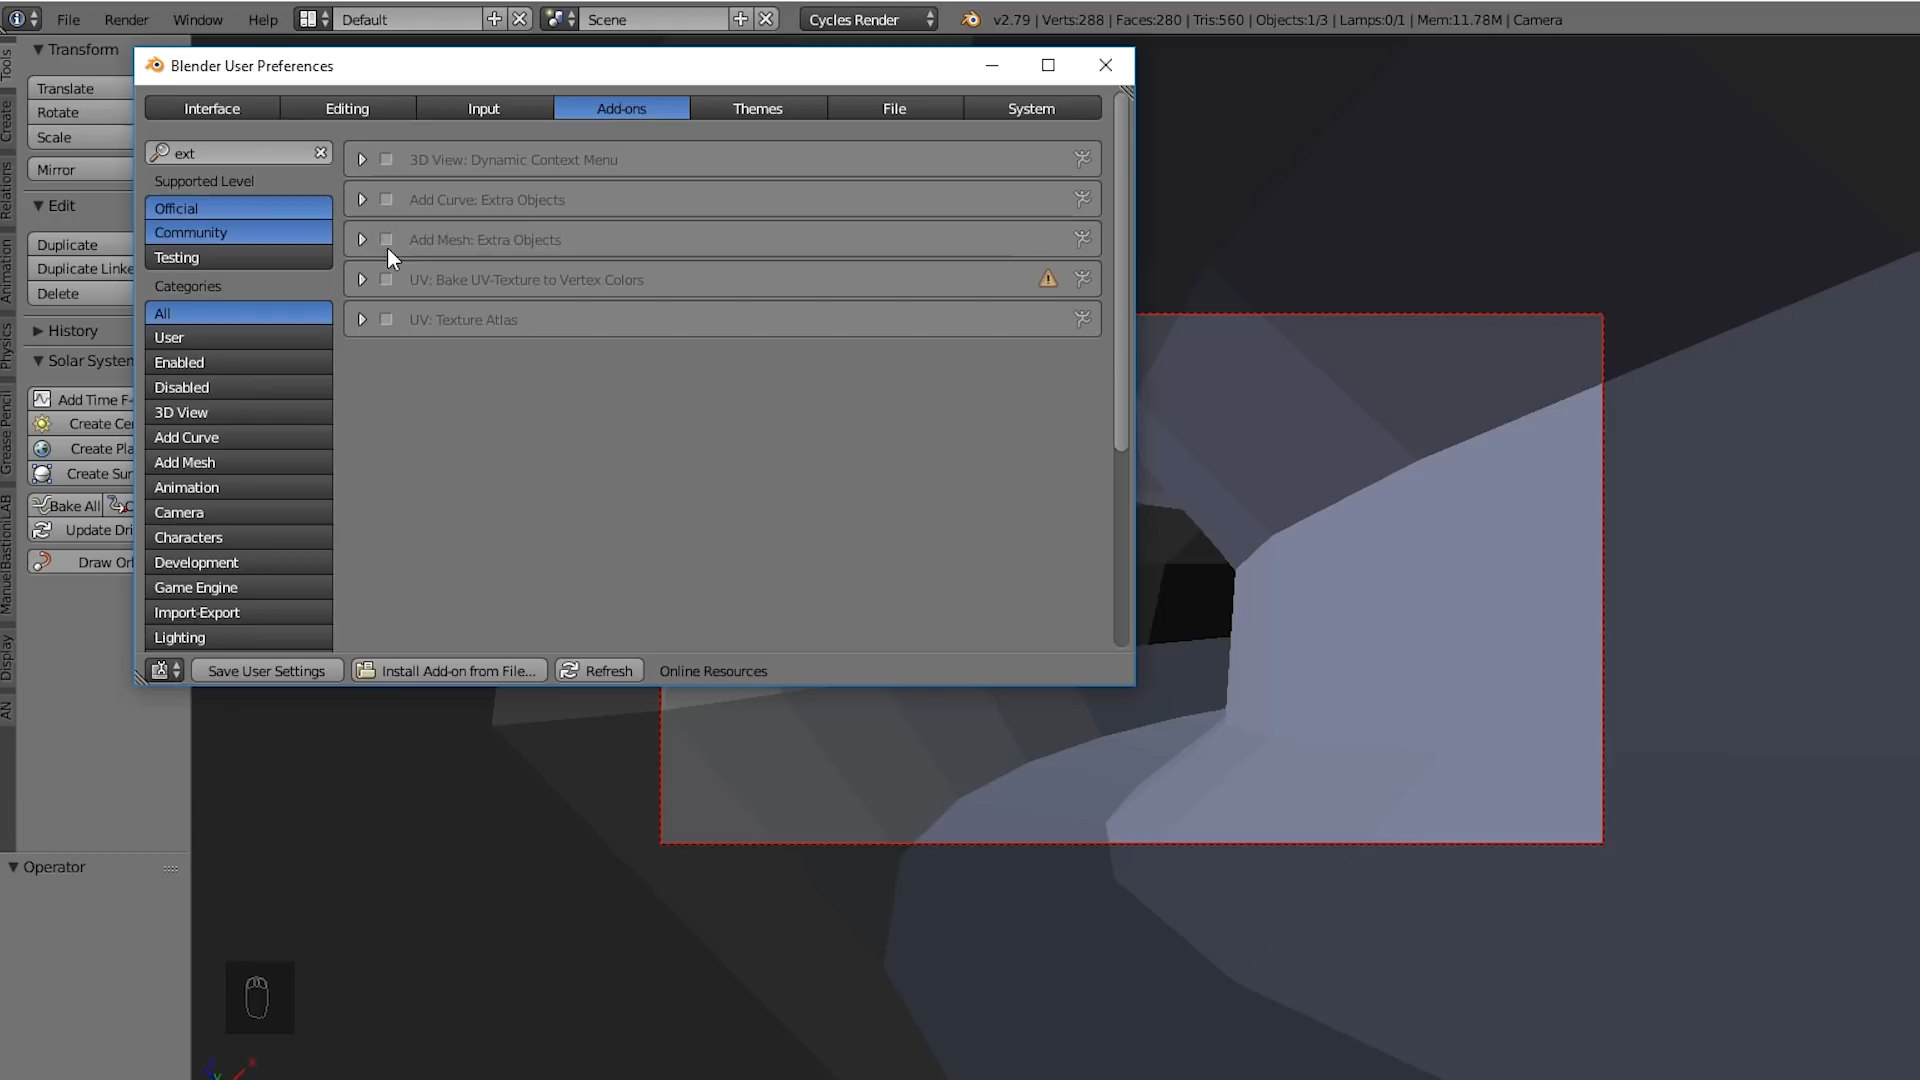 File Render Window Help Default Scene Cycles Render v2.79 | Verts:288 | Faces:280 | Tris:560 | Objects:1/3 | Lamps:0/1 | Mem:11.78M | Camera
Tools
Create
Relations
Animation
Physics
Grease Pencil
ManuelBastioniLAB
Display
AN
Transform
Translate
Rotate
Scale
Mirror
Edit
Duplicate
Duplicate Linke
Delete
History
Solar System
Add Time F-
Create Ce
Create Pla
Create Sur
Bake All
Update Dri
Draw Or
Operator
Blender User Preferences
Interface Editing Input Add-ons Themes File System
ext
Supported Level
Official
Community
Testing
Categories
All
User
Enabled
Disabled
3D View
Add Curve
Add Mesh
Animation
Camera
Characters
Development
Game Engine
Import-Export
Lighting
3D View: Dynamic Context Menu
Add Curve: Extra Objects
Add Mesh: Extra Objects
UV: Bake UV-Texture to Vertex Colors
UV: Texture Atlas
Save User Settings Install Add-on from File... Refresh Online Resources